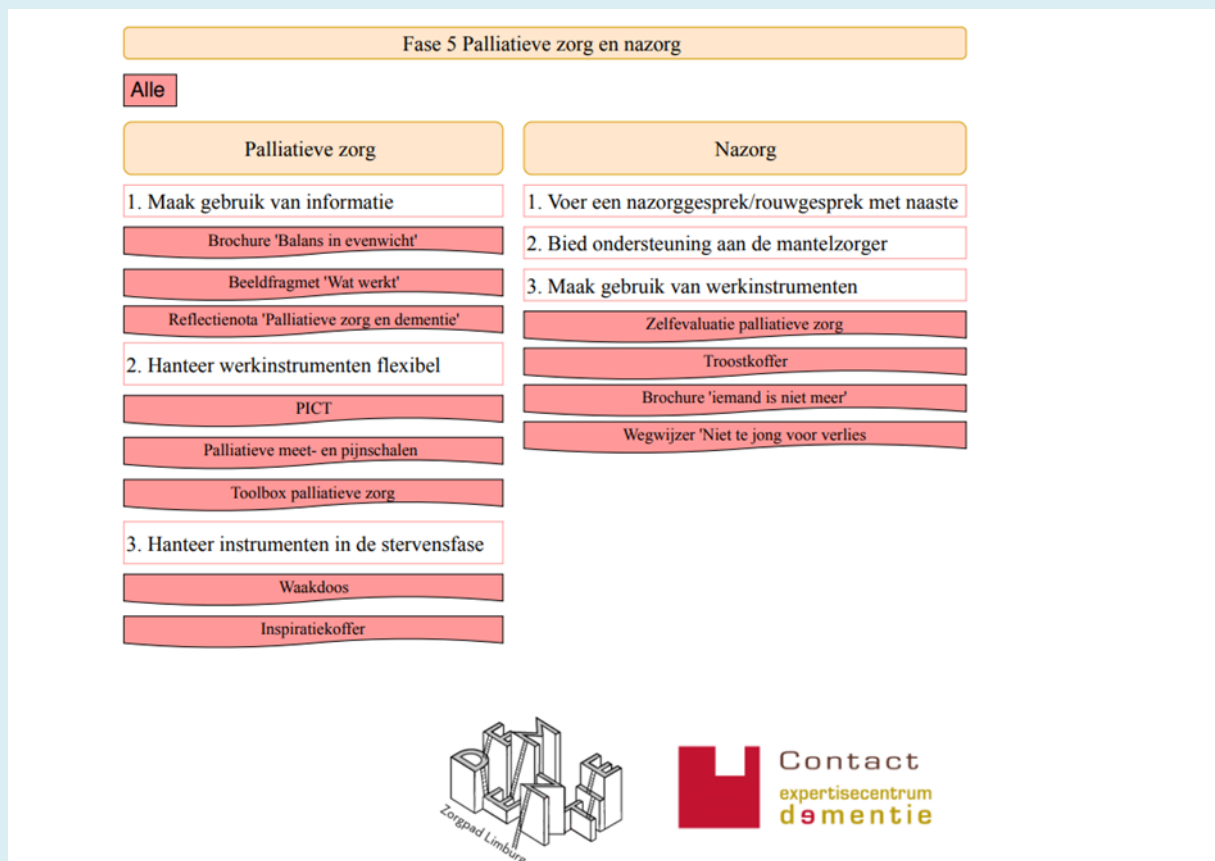 Fase 5 Palliatieve zorg en nazorg
Alle
Palliatieve zorg
1. Maak gebruik van informatie
Brochure 'Balans in evenwicht'
Beeldfragmet 'Wat werkt'
Reflectienota 'Palliatieve zorg en dementie'
2. Hanteer werkinstrumenten flexibel
PICT
Palliatieve meet- en pijnschalen
Toolbox palliatieve zorg
3. Hanteer instrumenten in de stervensfase
Waakdoos
Inspiratiekoffer
Nazorg
1. Voer een nazorggesprek/rouwgesprek met naaste
2. Bied ondersteuning aan de mantelzorger
3. Maak gebruik van werkinstrumenten
Zelfevaluatie palliatieve zorg
Troostkoffer
Brochure 'iemand is niet meer'
Wegwijzer 'Niet te jong voor verlies
Zorgpad Limburg
Contact
expertisecentrum
dementie